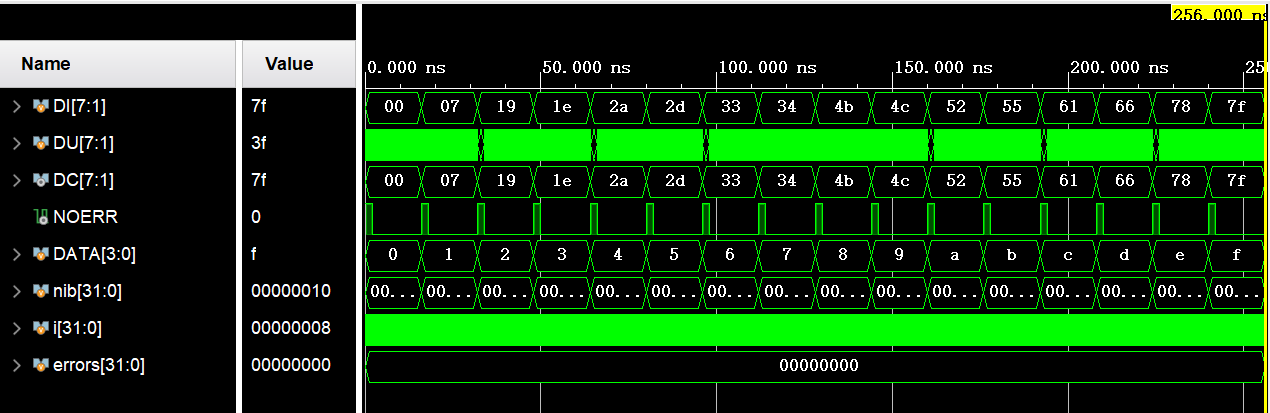 256.000 ns
Name Value 0.000 ns 50.000 ns 100.000 ns 150.000 ns 200.000 ns 25
DI[7:1] 7f 00 07 19 1e 2a 2d 33 34 4b 4c 52 55 61 66 78 7f
DU[7:1] 3f
DC[7:1] 7f 00 07 19 1e 2a 2d 33 34 4b 4c 52 55 61 66 78 7f
NOERR 0
DATA[3:0] f 0 1 2 3 4 5 6 7 8 9 a b c d e f
nib[31:0] 00000010 00... 00... 00... 00... 00... 00... 00... 00... 00... 00... 00... 00... 00... 00... 00... 00...
i[31:0] 00000008
errors[31:0] 00000000 00000000